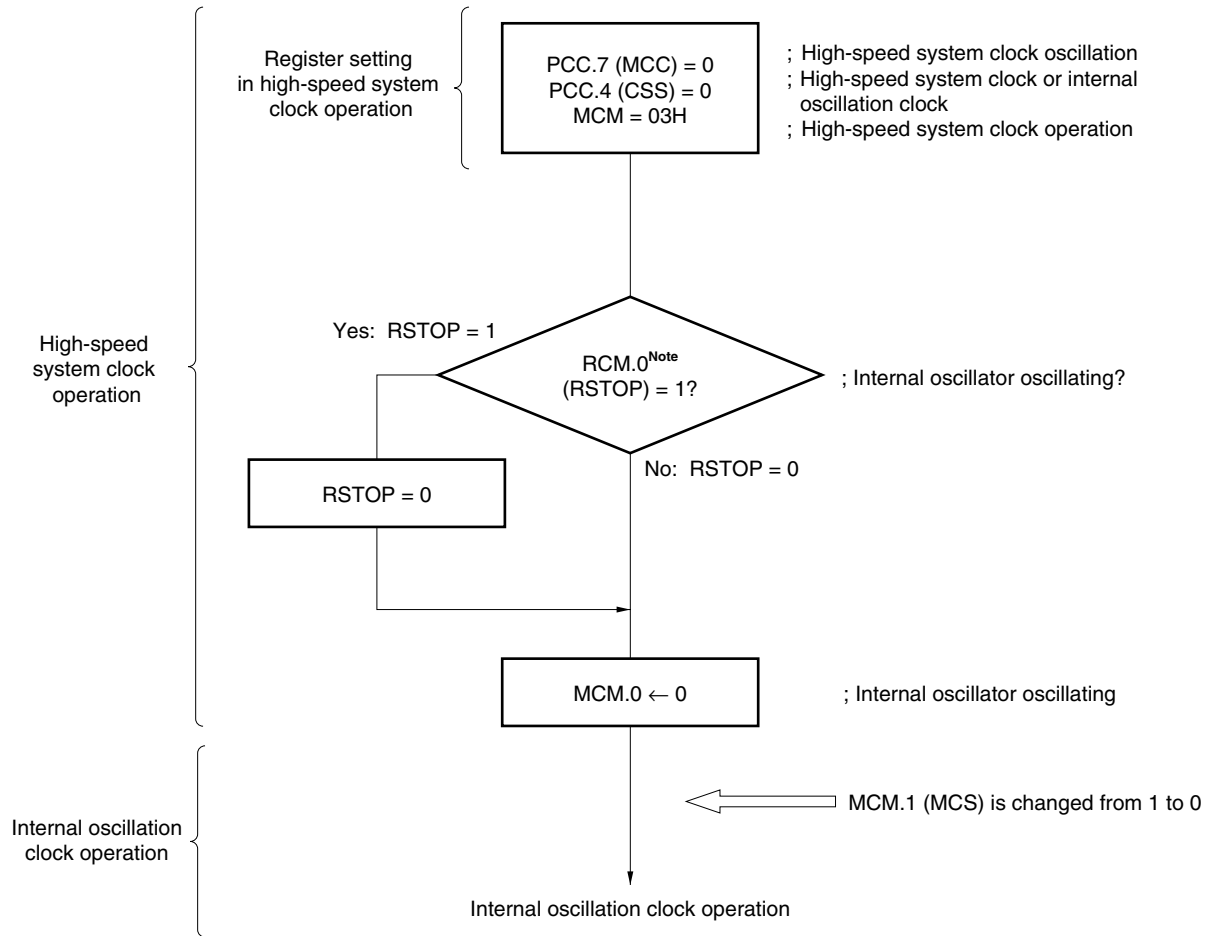 Register setting
in high-speed system
clock operation
PCC.7 (MCC) = 0
PCC.4 (CSS) = 0
MCM = 03H
; High-speed system clock oscillation
; High-speed system clock or internal
oscillation clock
; High-speed system clock operation
High-speed
system clock
operation
Yes: RSTOP = 1
RCM.0Note
(RSTOP) = 1?
; Internal oscillator oscillating?
No: RSTOP = 0
RSTOP = 0
MCM.0 ← 0
; Internal oscillator oscillating
MCM.1 (MCS) is changed from 1 to 0
Internal oscillation
clock operation
Internal oscillation clock operation